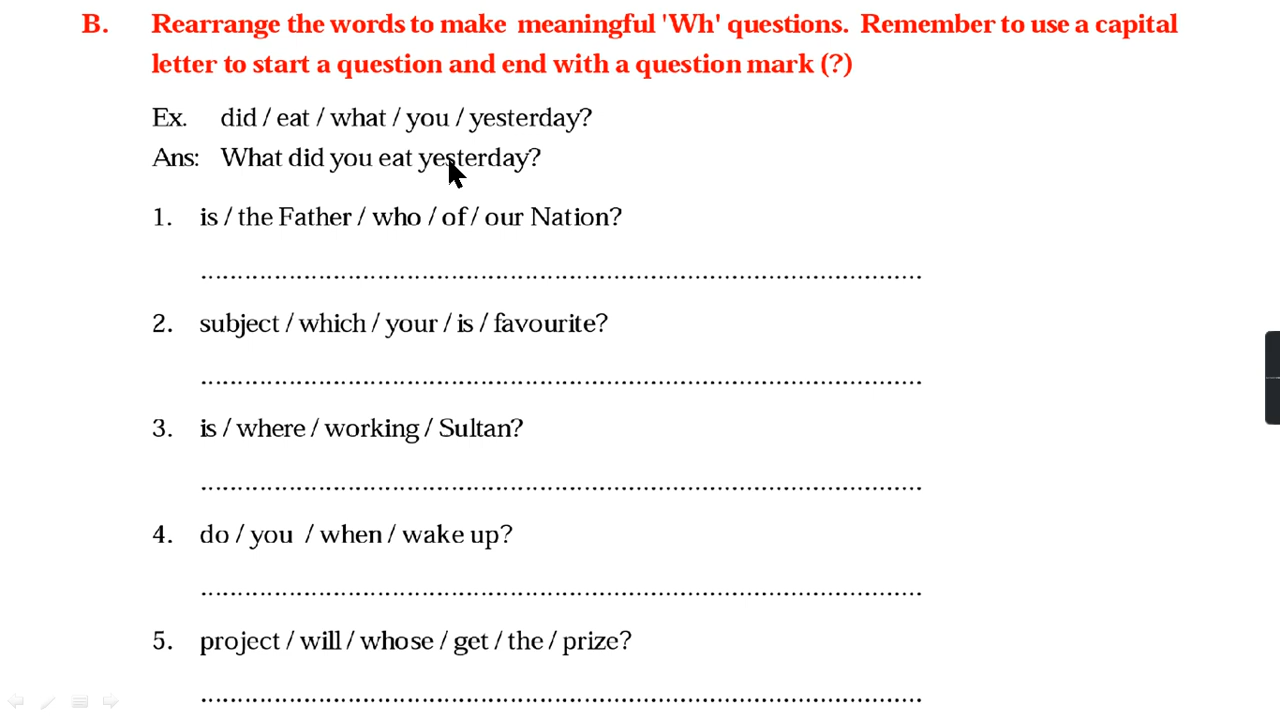 B. Rearrange the words to make meaningful 'Wh' questions. Remember to use a capital
letter to start a question and end with a question mark (?)
Ex. did / eat / what / you / yesterday?
Ans: What did you eat yesterday?
1. is / the Father / who / of / our Nation?
................................................................................................
2. subject / which / your / is / favourite?
................................................................................................
3. is / where / working / Sultan?
................................................................................................
4. do / you / when / wake up?
................................................................................................
5. project / will / whose / get / the / prize?
................................................................................................